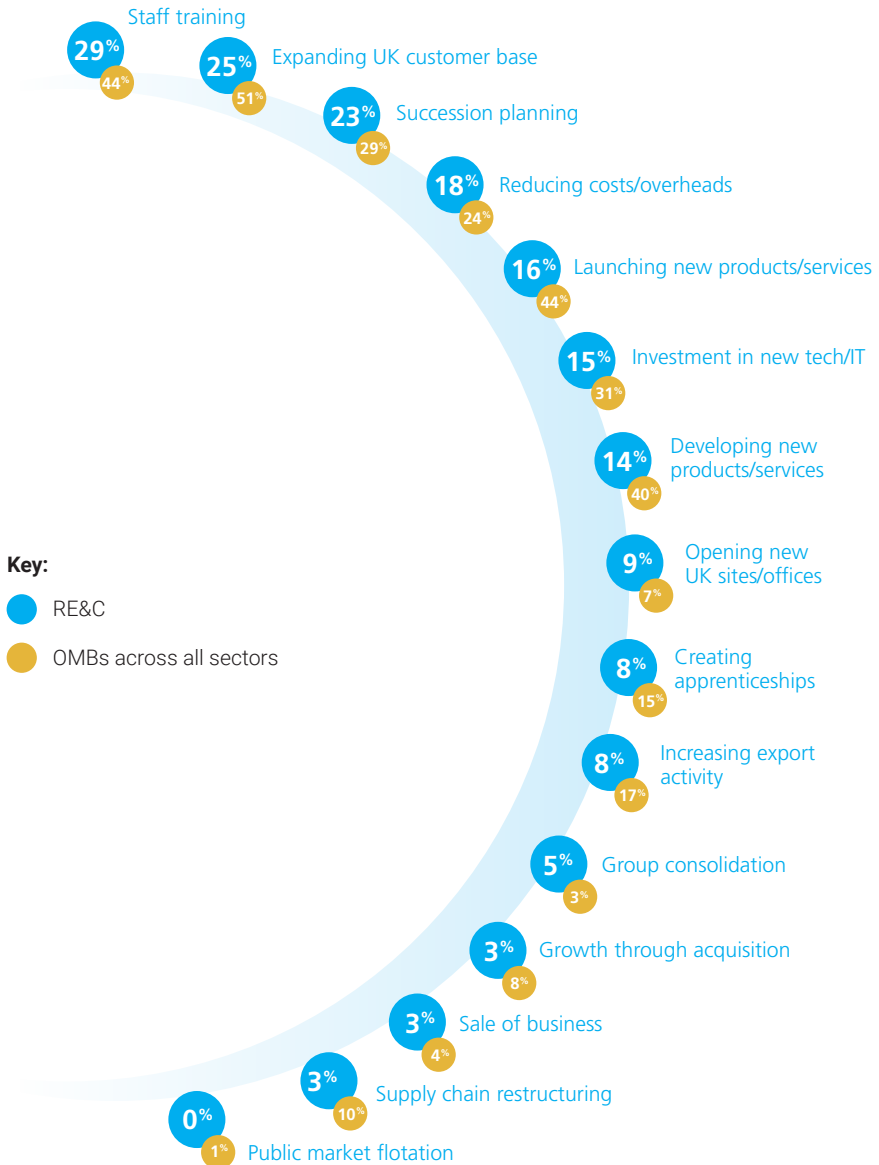 Staff training
29%
44%
Expanding UK customer base
25%
51%
Succession planning
23%
29%
Reducing costs/overheads
18%
24%
Launching new products/services
16%
44%
Investment in new tech/IT
15%
31%
Developing new
products/services
14%
40%
Opening new
UK sites/offices
9%
7%
Key:
RE&C
OMBs across all sectors
Creating
apprenticeships
8%
15%
Increasing export
activity
8%
17%
Group consolidation
5%
3%
Growth through acquisition
3%
8%
Sale of business
3%
4%
Supply chain restructuring
3%
10%
Public market flotation
0%
1%